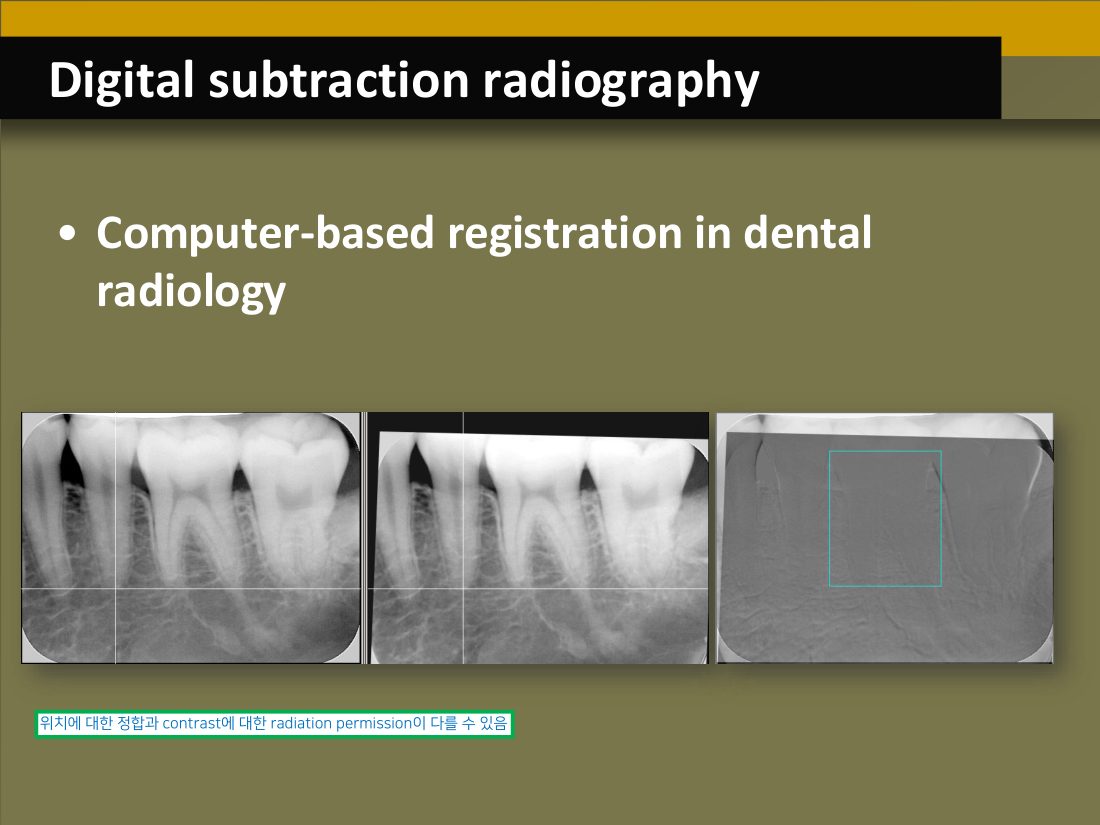 Digital subtraction radiography
• Computer-based registration in dental
radiology
위치에 대한 정합과 contrast에 대한 radiation permission이 다를 수 있음